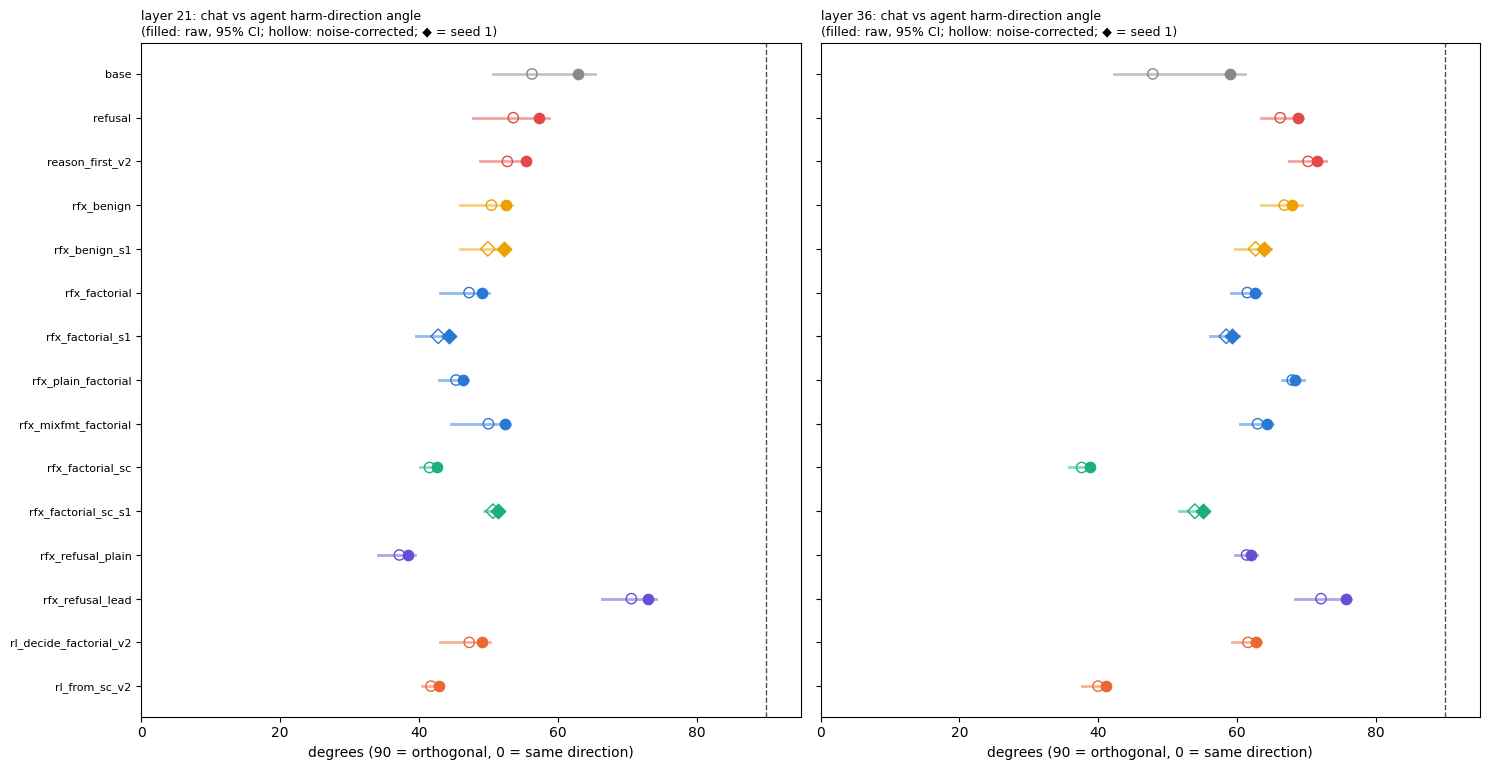 layer 21: chat vs agent harm-direction angle
(filled: raw, 95% CI; hollow: noise-corrected; ◆ = seed 1)
layer 36: chat vs agent harm-direction angle
(filled: raw, 95% CI; hollow: noise-corrected; ◆ = seed 1)
base
refusal
reason_first_v2
rfx_benign
rfx_benign_s1
rfx_factorial
rfx_factorial_s1
rfx_plain_factorial
rfx_mixfmt_factorial
rfx_factorial_sc
rfx_factorial_sc_s1
rfx_refusal_plain
rfx_refusal_lead
rl_decide_factorial_v2
rl_from_sc_v2
0 20 40 60 80
0 20 40 60 80
degrees (90 = orthogonal, 0 = same direction)
degrees (90 = orthogonal, 0 = same direction)